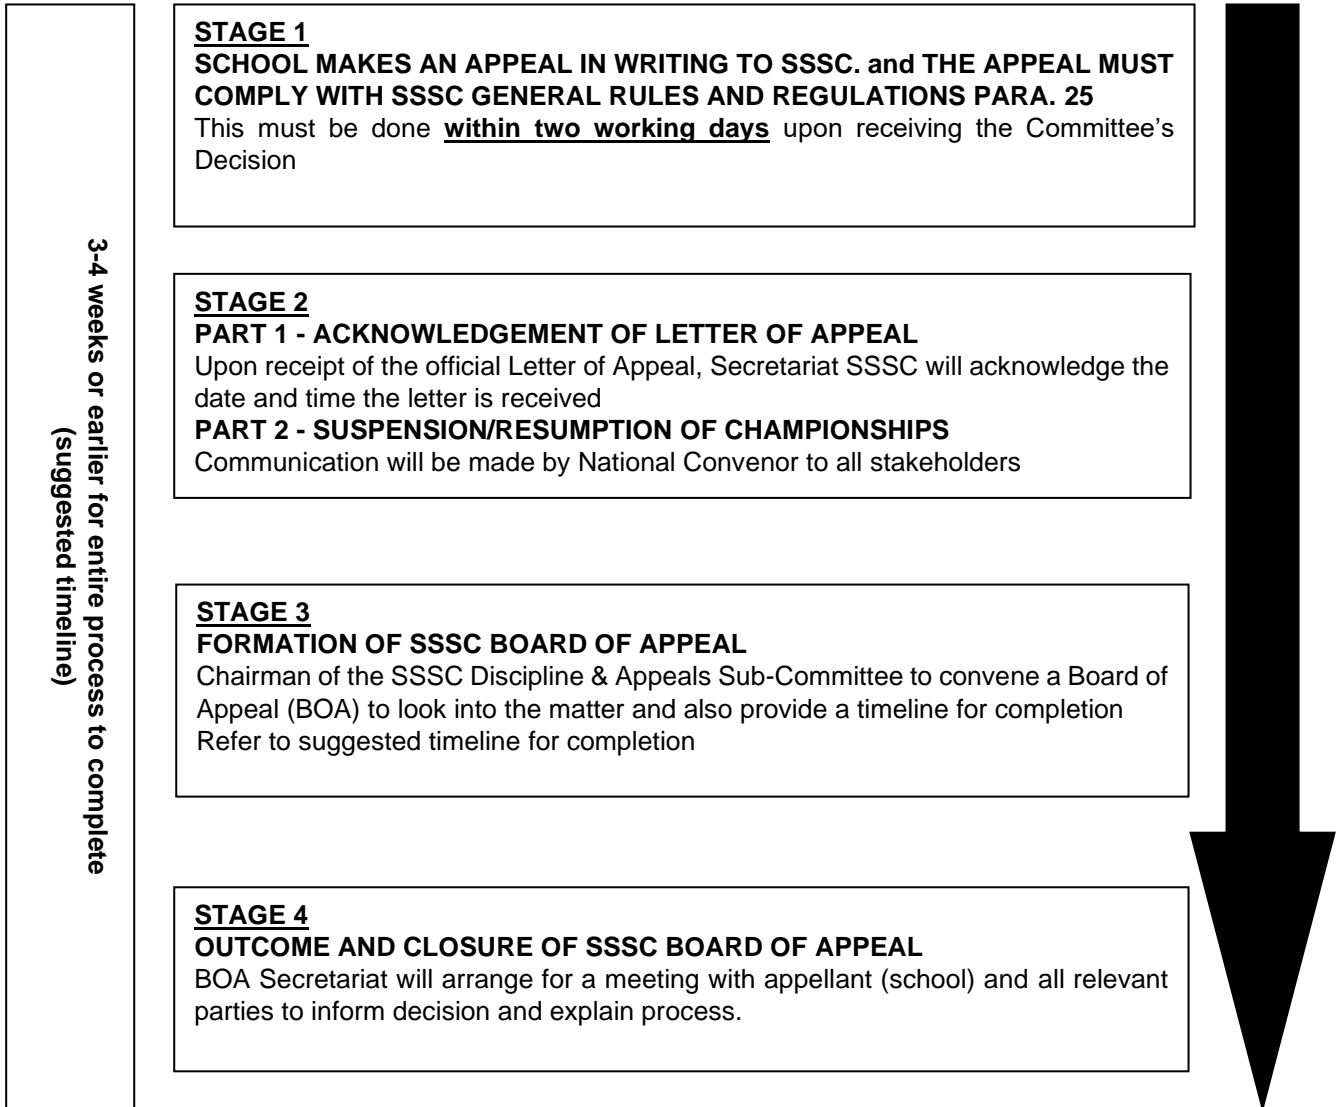 3-4 weeks or earlier for entire process to complete
(suggested timeline)
STAGE 1
SCHOOL MAKES AN APPEAL IN WRITING TO SSSC. and THE APPEAL MUST
COMPLY WITH SSSC GENERAL RULES AND REGULATIONS PARA. 25
This must be done within two working days upon receiving the Committee’s
Decision
STAGE 2
PART 1 - ACKNOWLEDGEMENT OF LETTER OF APPEAL
Upon receipt of the official Letter of Appeal, Secretariat SSSC will acknowledge the
date and time the letter is received
PART 2 - SUSPENSION/RESUMPTION OF CHAMPIONSHIPS
Communication will be made by National Convenor to all stakeholders
STAGE 3
FORMATION OF SSSC BOARD OF APPEAL
Chairman of the SSSC Discipline & Appeals Sub-Committee to convene a Board of
Appeal (BOA) to look into the matter and also provide a timeline for completion
Refer to suggested timeline for completion
STAGE 4
OUTCOME AND CLOSURE OF SSSC BOARD OF APPEAL
BOA Secretariat will arrange for a meeting with appellant (school) and all relevant
parties to inform decision and explain process.